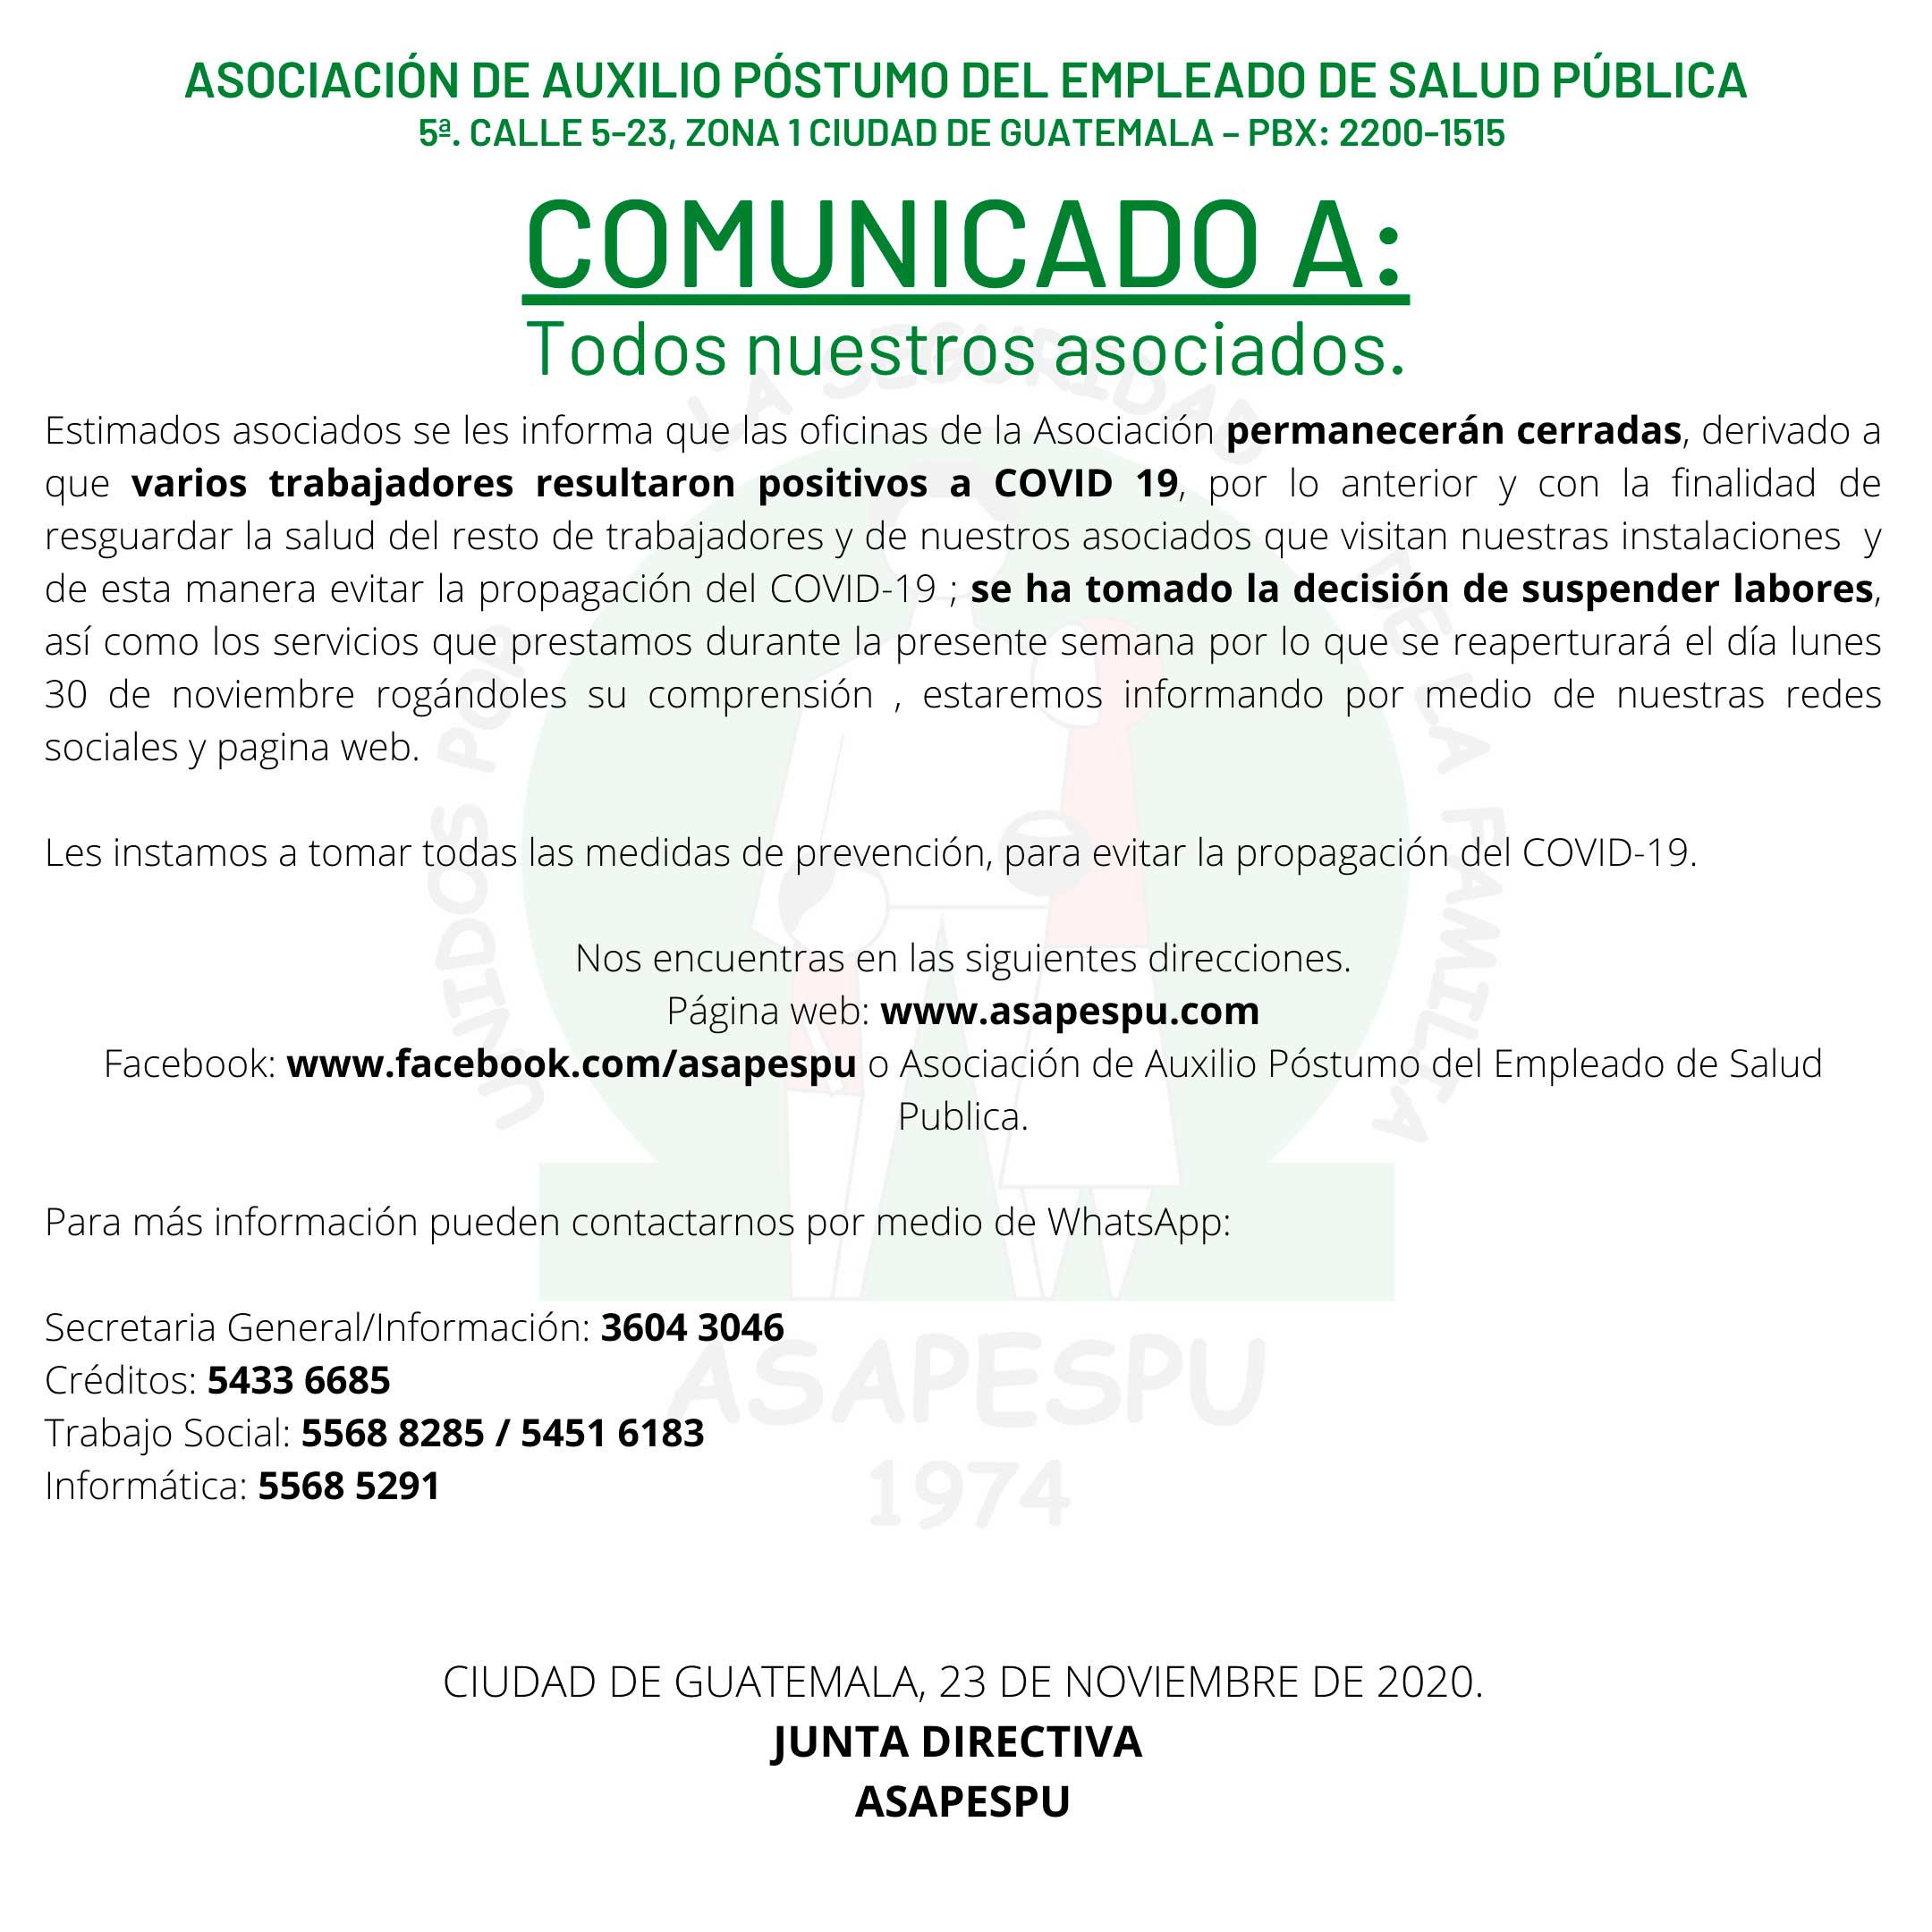 ASOCIACIÓN DE AUXILIO PÓSTUMO DEL EMPLEADO DE SALUD PÚBLICA
5ª. CALLE 5-23, ZONA 1 CIUDAD DE GUATEMALA – PBX: 2200-1515
COMUNICADO A:
Todos nuestros asociados.
Estimados asociados se les informa que las oficinas de la Asociación permanecerán cerradas, derivado a
que varios trabajadores resultaron positivos a COVID 19, por lo anterior y con la finalidad de
resguardar la salud del resto de trabajadores y de nuestros asociados que visitan nuestras instalaciones y
de esta manera evitar la propagación del COVID-19 ; se ha tomado la decisión de suspender labores,
así como los servicios que prestamos durante la presente semana por lo que se reaperturará el día lunes
30 de noviembre rogándoles su comprensión , estaremos informando por medio de nuestras redes
sociales y pagina web.
Les instamos a tomar todas las medidas de prevención, para evitar la propagación del COVID-19.
Nos encuentras en las siguientes direcciones.
Página web: www.asapespu.com
Facebook: www.facebook.com/asapespu o Asociación de Auxilio Póstumo del Empleado de Salud
Publica.
Para más información pueden contactarnos por medio de WhatsApp:
Secretaria General/Información: 3604 3046
Créditos: 5433 6685
Trabajo Social: 5568 8285 / 5451 6183
Informática: 5568 5291
CIUDAD DE GUATEMALA, 23 DE NOVIEMBRE DE 2020.
JUNTA DIRECTIVA
ASAPESPU
UNIDOS POR LA SEGURIDAD DE LA FAMILIA
ASAPESPU
1974